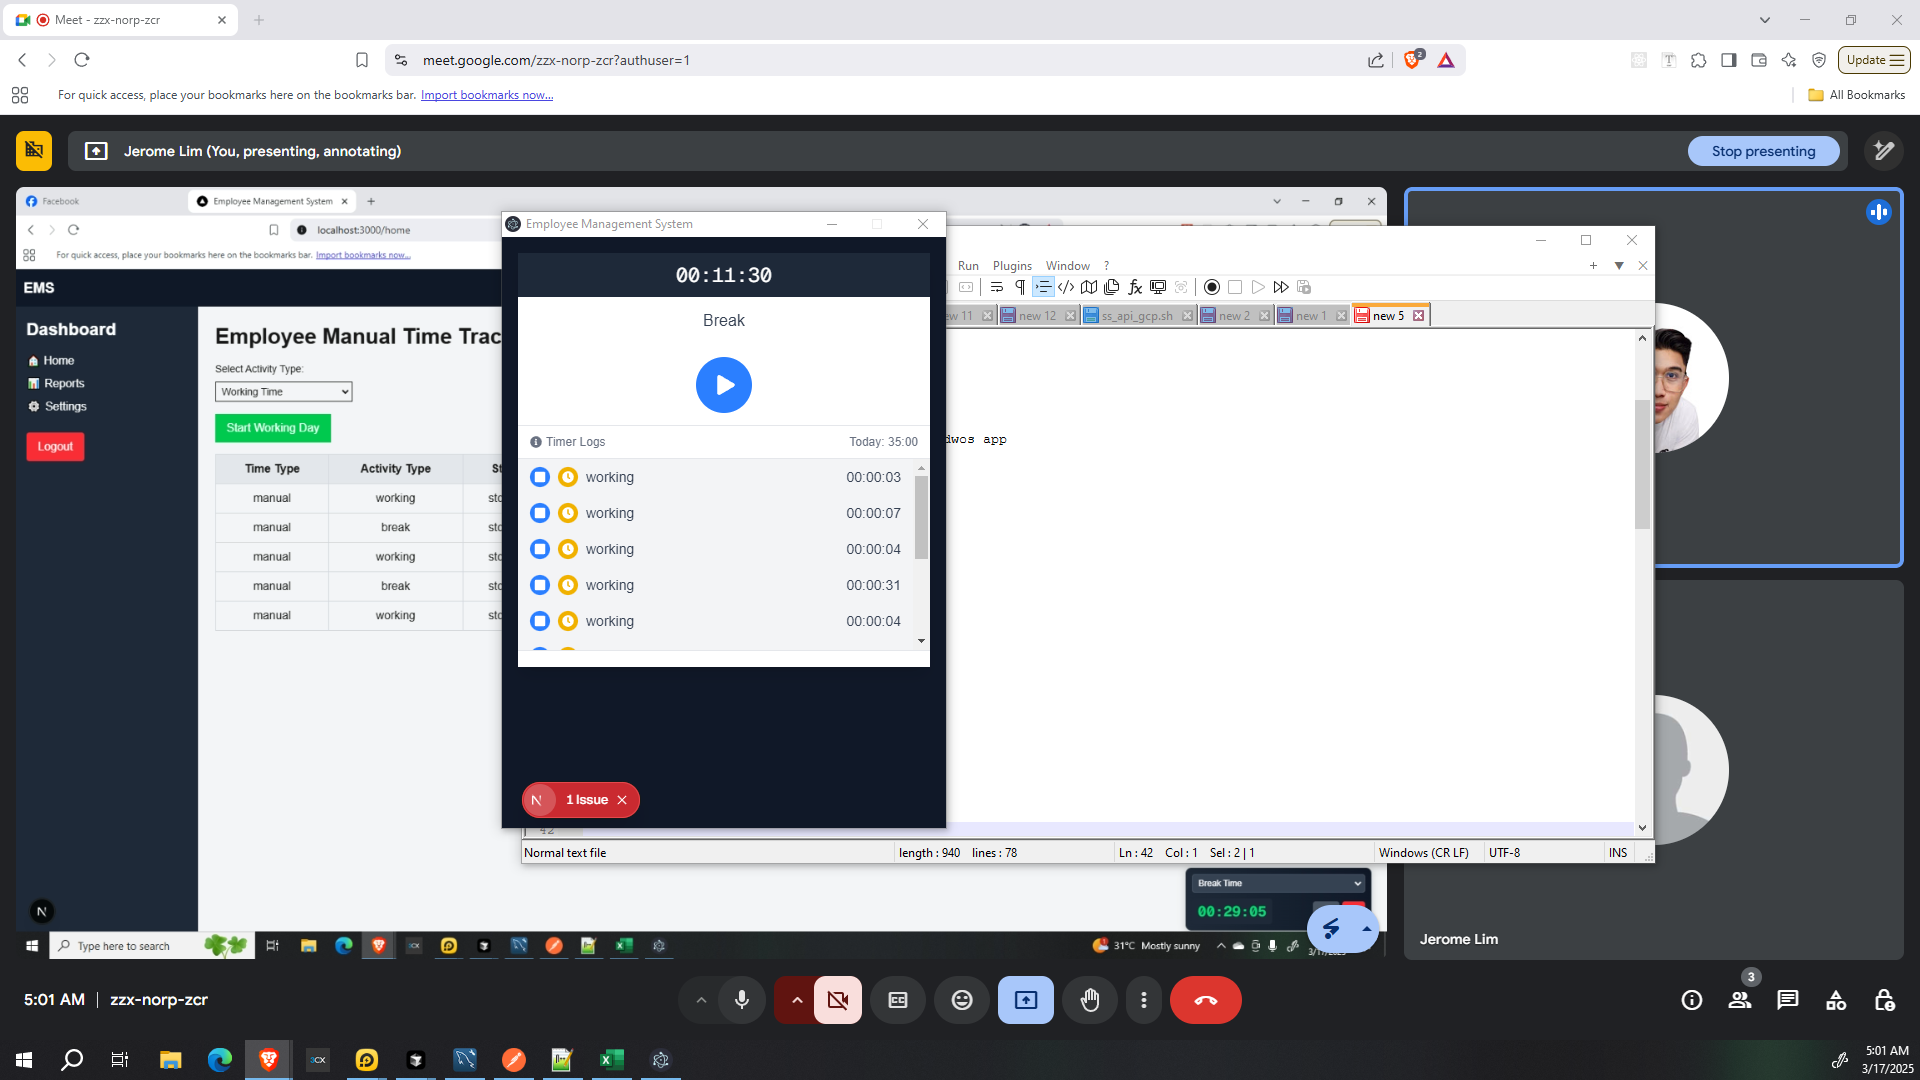 Meet - zzx-norp-zcr
meet.google.com/zzx-norp-zcr?authuser=1
2
Update
For quick access, place your bookmarks here on the bookmarks bar. Import bookmarks now...
All Bookmarks
Jerome Lim (You, presenting, annotating)
Stop presenting
Facebook
Employee Management System
localhost:3000/home
For quick access, place your bookmarks here on the bookmarks bar. Import bookmarks now...
EMS
Dashboard
Home
Reports
Settings
Logout
Employee Manual Time Trac
Select Activity Type:
Working Time
Start Working Day
Time Type Activity Type St
manual working sto
manual break sto
manual working sto
manual break sto
manual working sto
Employee Management System
00:11:30
Break
Timer Logs Today: 35:00
working 00:00:03
working 00:00:07
working 00:00:04
working 00:00:31
working 00:00:04
N 1 Issue
Run Plugins Window ?
ew 11 new 12 ss_api_gcp.sh new 2 new 1 new 5
dwos app
42
Normal text file length : 940 lines : 78 Ln : 42 Col : 1 Sel : 2 | 1 Windows (CR LF) UTF-8 INS
Break Time
00:29:05
N
Type here to search
31°C Mostly sunny
Jerome Lim
5:01 AM zzx-norp-zcr
3
5:01 AM
3/17/2025